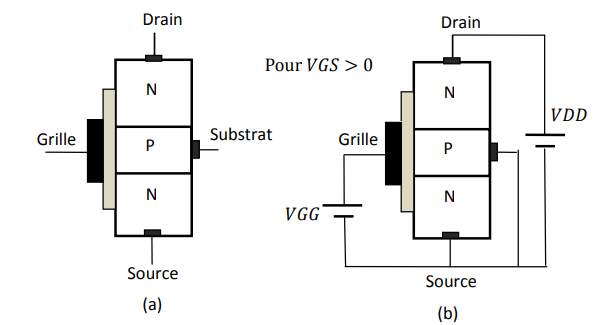 Drain
N
Grille
P
Substrat
N
Source
(a)
Pour VGS > 0
Drain
N
VDD
Grille
P
N
VGG
Source
(b)